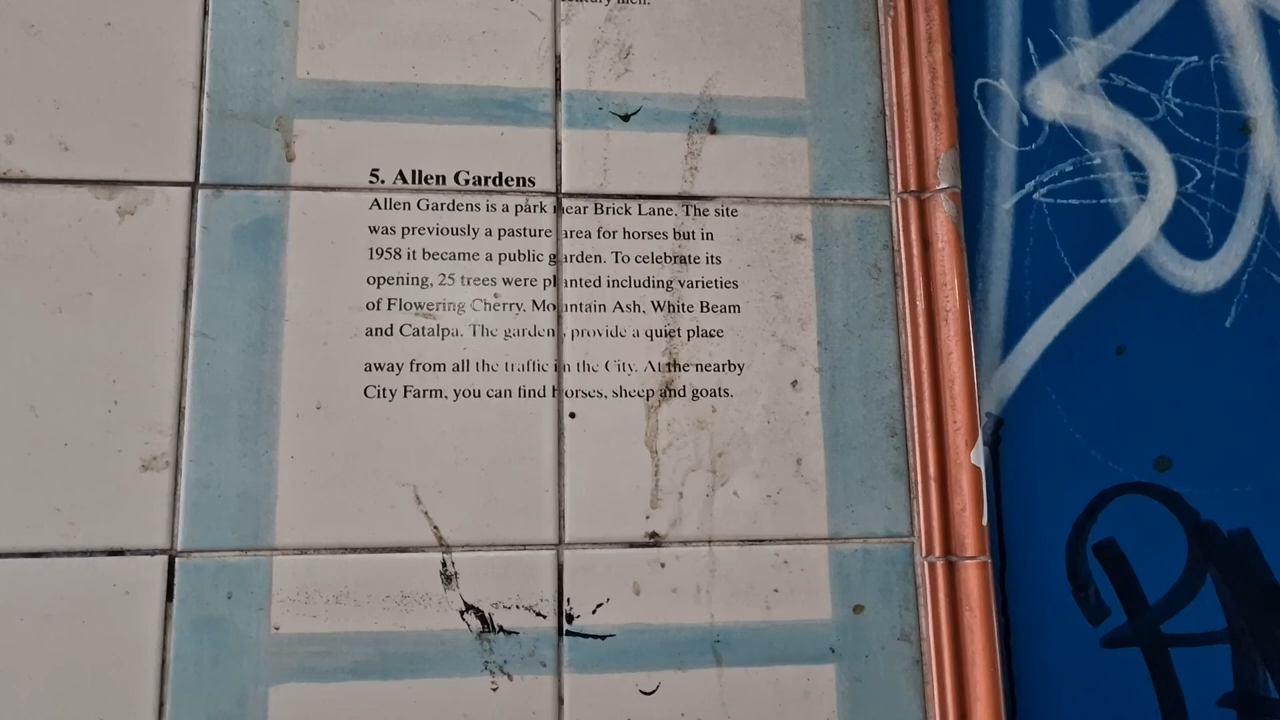 5. Allen Gardens
Allen Gardens is a park near Brick Lane. The site
was previously a pasture area for horses but in
1958 it became a public garden. To celebrate its
opening, 25 trees were planted including varieties
of Flowering Cherry, Mountain Ash, White Beam
and Catalpa. The gardens provide a quiet place
away from all the traffic in the City. At the nearby
City Farm, you can find horses, sheep and goats.